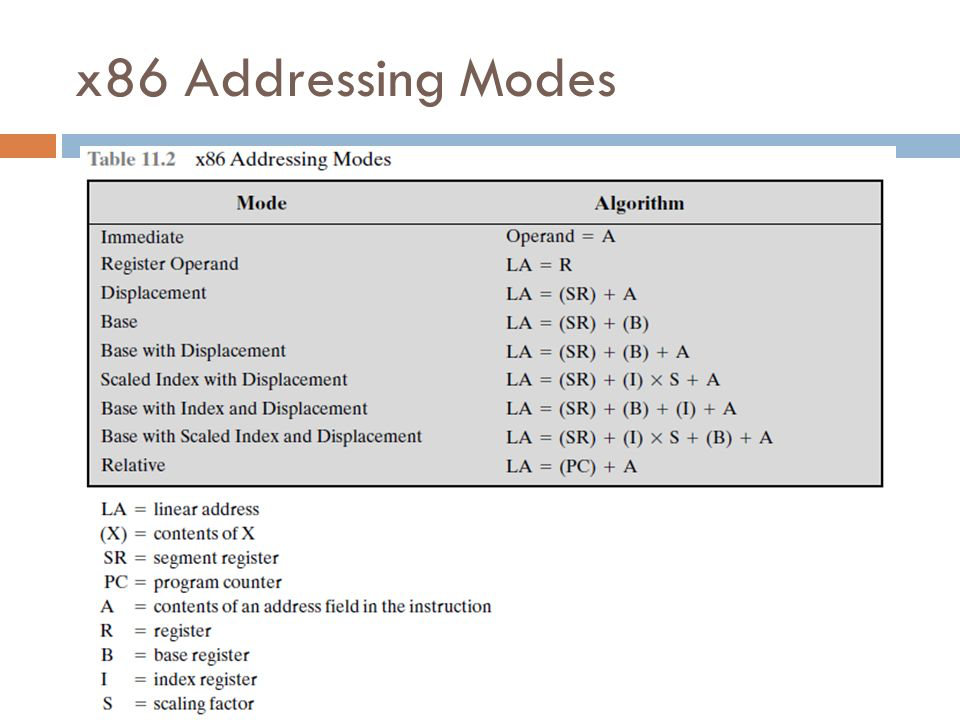 x86 Addressing Modes
Table 11.2 x86 Addressing Modes
Mode Algorithm
Immediate Operand = A
Register Operand LA = R
Displacement LA = (SR) + A
Base LA = (SR) + (B)
Base with Displacement LA = (SR) + (B) + A
Scaled Index with Displacement LA = (SR) + (I) × S + A
Base with Index and Displacement LA = (SR) + (B) + (I) + A
Base with Scaled Index and Displacement LA = (SR) + (I) × S + (B) + A
Relative LA = (PC) + A
LA = linear address
(X) = contents of X
SR = segment register
PC = program counter
A = contents of an address field in the instruction
R = register
B = base register
I = index register
S = scaling factor